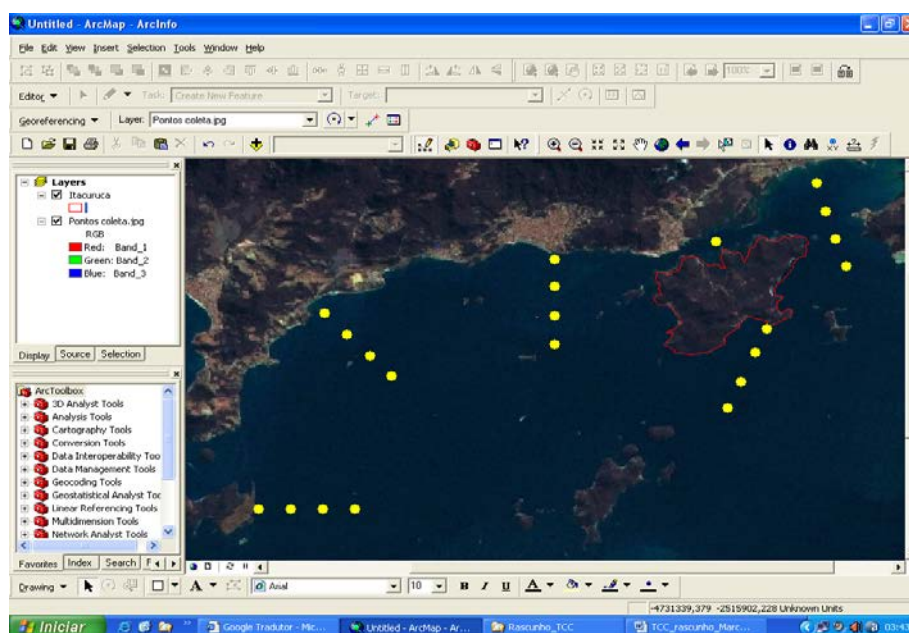 Untitled - ArcMap - ArcInfo
File Edit View Insert Selection Tools Window Help
100%
Editor Task: Create New Feature Target:
Georeferencing Layer: Pontos coleta.jpg
Layers
Itacuruca
Pontos coleta.jpg
RGB
Red: Band_1
Green: Band_2
Blue: Band_3
Display Source Selection
ArcToolbox
3D Analyst Tools
Analysis Tools
Cartography Tools
Conversion Tools
Data Interoperability Too
Data Management Tools
Geocoding Tools
Geostatistical Analyst Too
Linear Referencing Tools
Multidimension Tools
Network Analyst Tools
Favorites Index Search
Drawing A Arial 10 B I U A
-4731339,379 -2515902,228 Unknown Units
Iniciar Google Tradutor - Mic... Untitled - ArcMap - Ar... Rascunho_TCC TCC_rascunho_Marc...